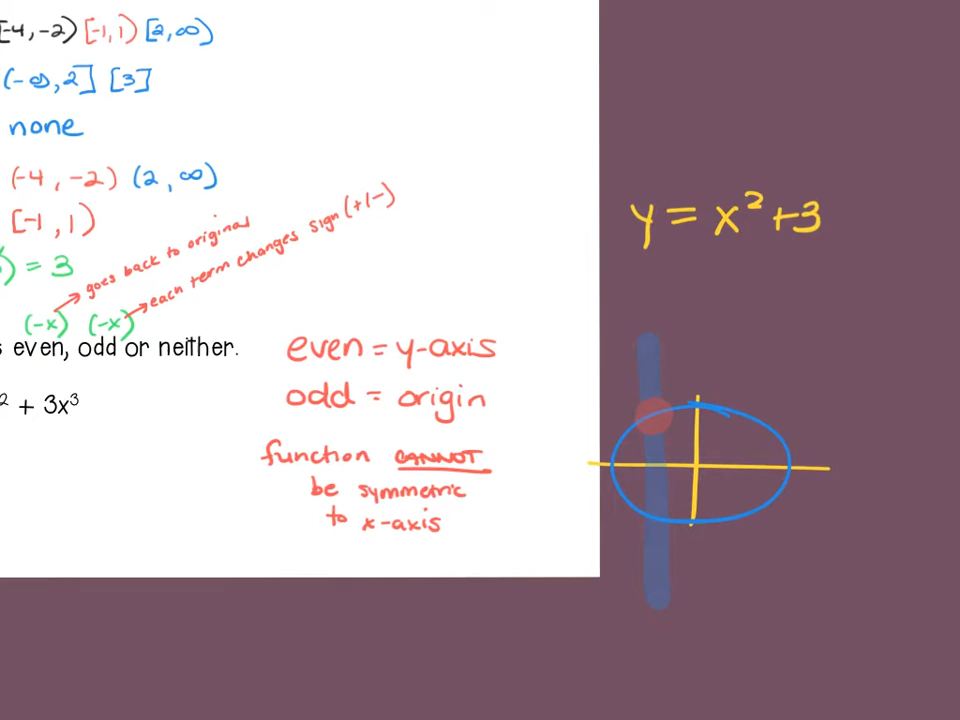 [-4,-2) [-1,1) [2,∞)
(-∞,2] [3]
none
(-4,-2) (2,∞)
[-1,1)
) = 3
goes back to original
each term changes sign (+/-)
(-x) (-x)
even, odd or neither.
2 + 3x³
even = y-axis
odd = origin
function CANNOT
be symmetric
to x-axis
y = x²+3